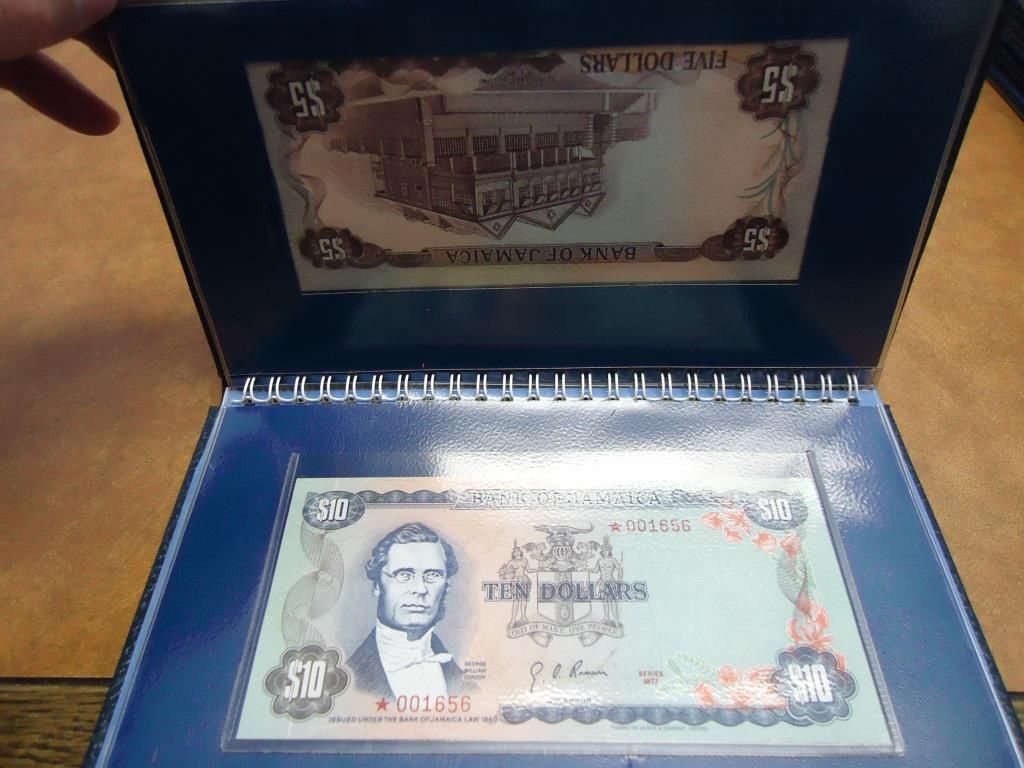 FIVE DOLLARS
$5 $5
$5 $5
BANK OF JAMAICA
BANK OF JAMAICA
$10 $10
★001656
TEN DOLLARS
OUT OF MANY, ONE PEOPLE
GEORGE
WILLIAM
GORDON
SERIES
1977
$10 $10
★001656
ISSUED UNDER THE BANK OF JAMAICA LAW 1960